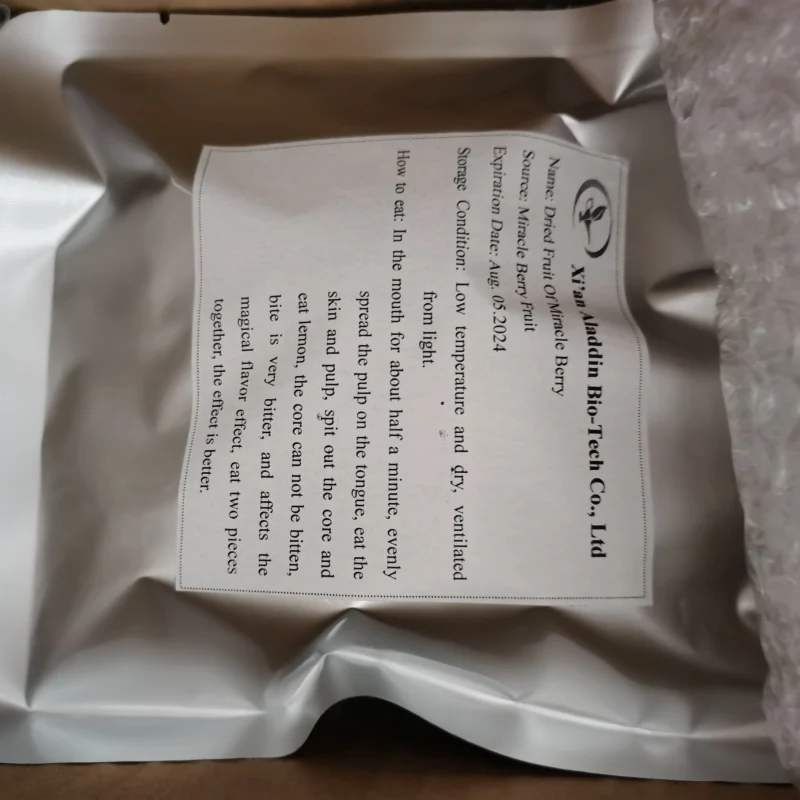 Xi'an Aladdin Bio-Tech Co., Ltd
Name: Dried Fruit Of Miracle Berry
Source: Miracle Berry Fruit
Expiration Date: Aug. 05.2024
Storage Condition: Low temperature and dry, ventilated
from light.
How to eat: In the mouth for about half a minute, evenly
spread the pulp on the tongue, eat the
skin and pulp, spit out the core and
eat lemon, the core can not be bitten,
bite is very bitter, and affects the
magical flavor effect, eat two pieces
together, the effect is better.